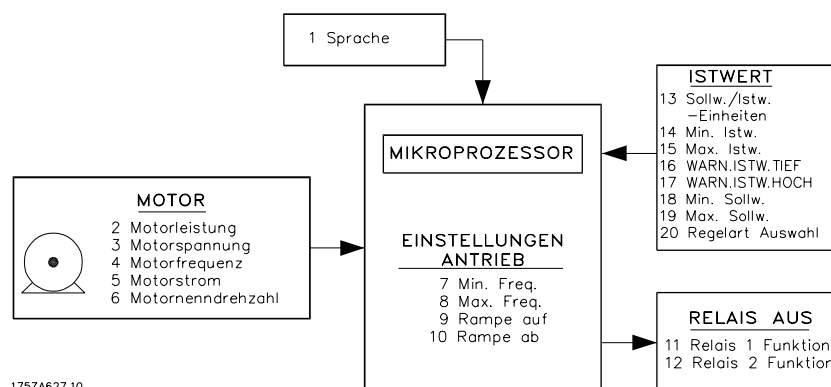 1 Sprache
MIKROPROZESSOR
EINSTELLUNGEN
ANTRIEB
7 Min. Freq.
8 Max. Freq.
9 Rampe auf
10 Rampe ab
MOTOR
2 Motorleistung
3 Motorspannung
4 Motorfrequenz
5 Motorstrom
6 Motornenndrehzahl
ISTWERT
13 Sollw./Istw.
-Einheiten
14 Min. Istw.
15 Max. Istw.
16 WARN.ISTW.TIEF
17 WARN.ISTW.HOCH
18 Min. Sollw.
19 Max. Sollw.
20 Regelart Auswahl
RELAIS AUS
11 Relais 1 Funktion
12 Relais 2 Funktion
175ZA627.10